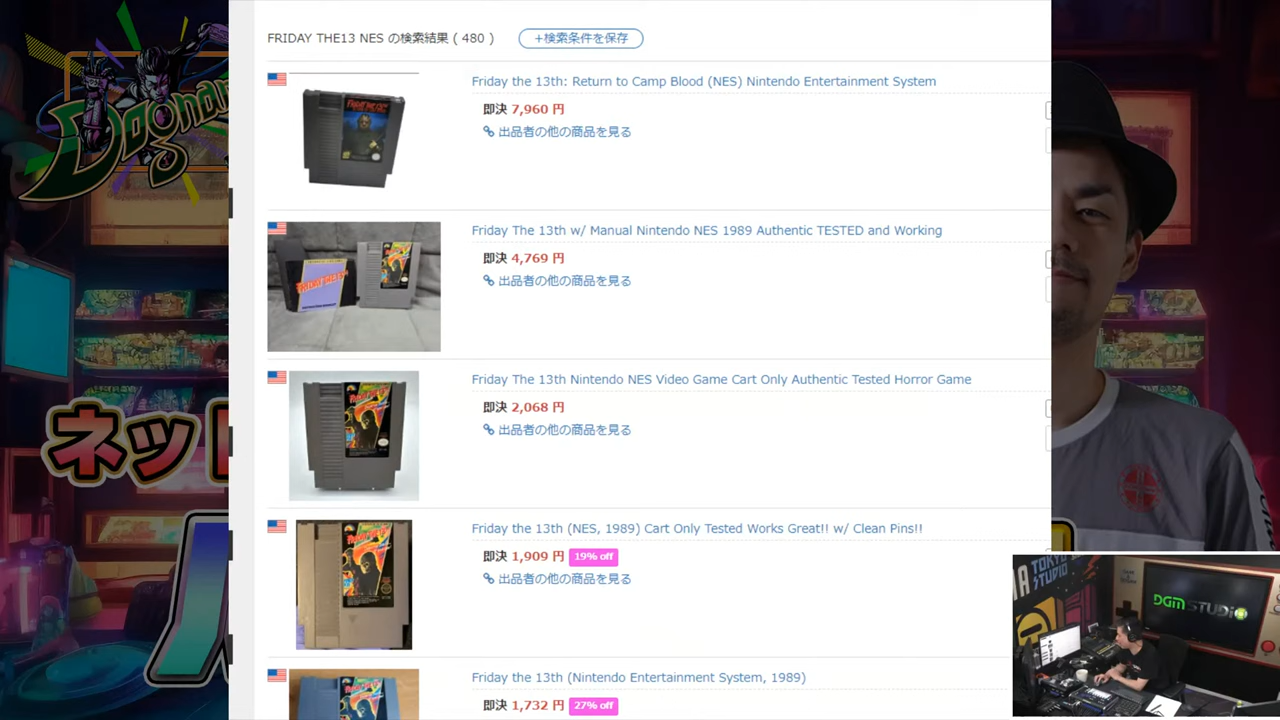 FRIDAY THE13 NES の検索結果 ( 480 )
+検索条件を保存
Friday the 13th: Return to Camp Blood (NES) Nintendo Entertainment System
即決 7,960 円
出品者の他の商品を見る
Friday The 13th w/ Manual Nintendo NES 1989 Authentic TESTED and Working
即決 4,769 円
出品者の他の商品を見る
Friday The 13th Nintendo NES Video Game Cart Only Authentic Tested Horror Game
即決 2,068 円
出品者の他の商品を見る
Friday the 13th (NES, 1989) Cart Only Tested Works Great!! w/ Clean Pins!!
即決 1,909 円 19% off
出品者の他の商品を見る
Friday the 13th (Nintendo Entertainment System, 1989)
即決 1,732 円 27% off
ネット
TOKYO
STUDIO
DGM STUDIO